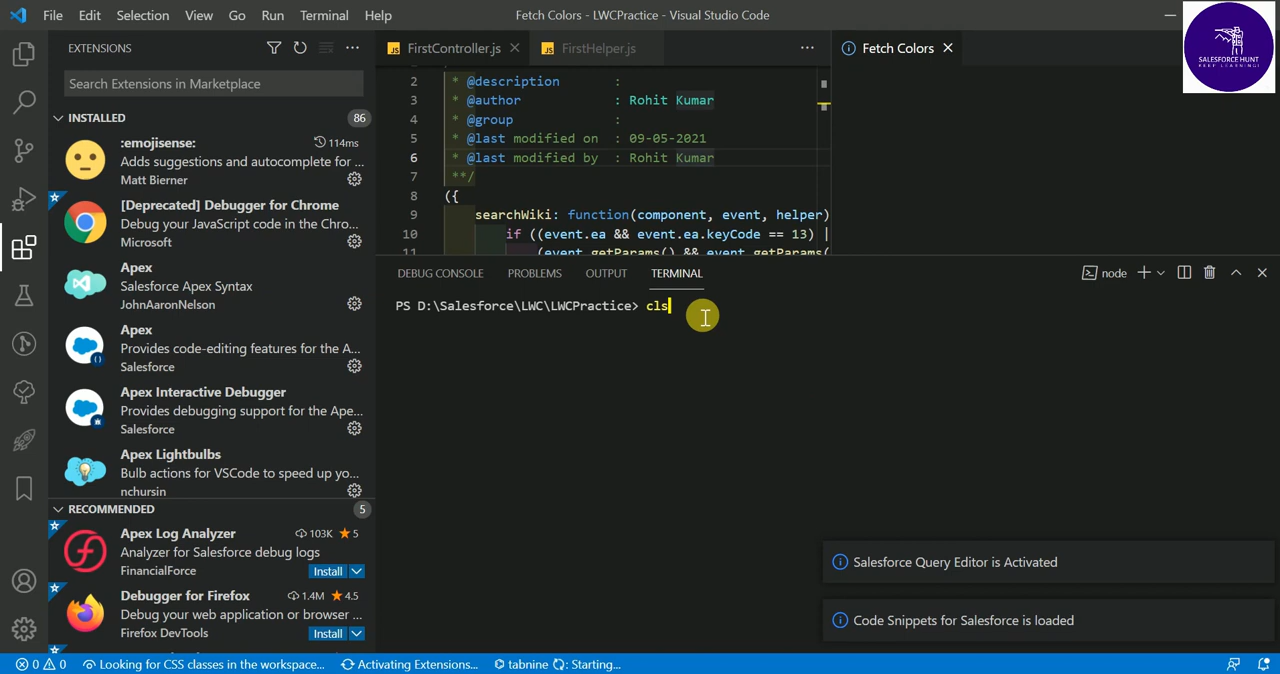 File Edit Selection View Go Run Terminal Help
Fetch Colors - LWCPractice - Visual Studio Code
SALESFORCE HUNT
KEEP LEARNING!
EXTENSIONS
Search Extensions in Marketplace
INSTALLED 86
:emojisense: 114ms
Adds suggestions and autocomplete for ...
Matt Bierner
[Deprecated] Debugger for Chrome
Debug your JavaScript code in the Chro...
Microsoft
Apex
Salesforce Apex Syntax
JohnAaronNelson
Apex
Provides code-editing features for the A...
Salesforce
Apex Interactive Debugger
Provides debugging support for the Ape...
Salesforce
Apex Lightbulbs
Bulb actions for VSCode to speed up yo...
nchursin
RECOMMENDED 5
Apex Log Analyzer 103K 5
Analyzer for Salesforce debug logs
FinancialForce Install
Debugger for Firefox 1.4M 4.5
Debug your web application or browser ...
Firefox DevTools Install
FirstController.js FirstHelper.js
2 * @description :
3 * @author : Rohit Kumar
4 * @group :
5 * @last modified on : 09-05-2021
6 * @last modified by : Rohit Kumar
7 **/
8 ({
9 searchWiki: function(component, event, helper)
10 if ((event.ea && event.ea.keyCode == 13) |
11 (event.getParams() && event.getParams(
Fetch Colors
DEBUG CONSOLE PROBLEMS OUTPUT TERMINAL node
PS D:\Salesforce\LWC\LWCPractice> cls
Salesforce Query Editor is Activated
Code Snippets for Salesforce is loaded
0 0 Looking for CSS classes in the workspace... Activating Extensions... tabnine : Starting...